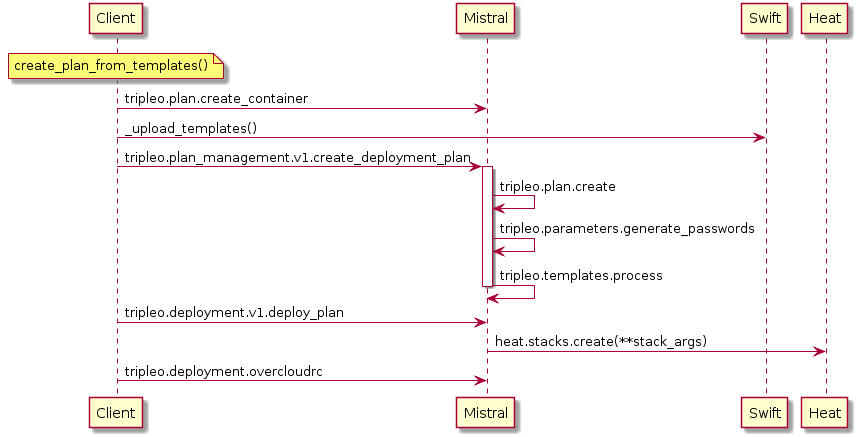 Client Mistral Swift Heat
create_plan_from_templates()
tripleo.plan.create_container
_upload_templates()
tripleo.plan_management.v1.create_deployment_plan
tripleo.plan.create
tripleo.parameters.generate_passwords
tripleo.templates.process
tripleo.deployment.v1.deploy_plan
heat.stacks.create(**stack_args)
tripleo.deployment.overcloudrc
Client Mistral Swift Heat